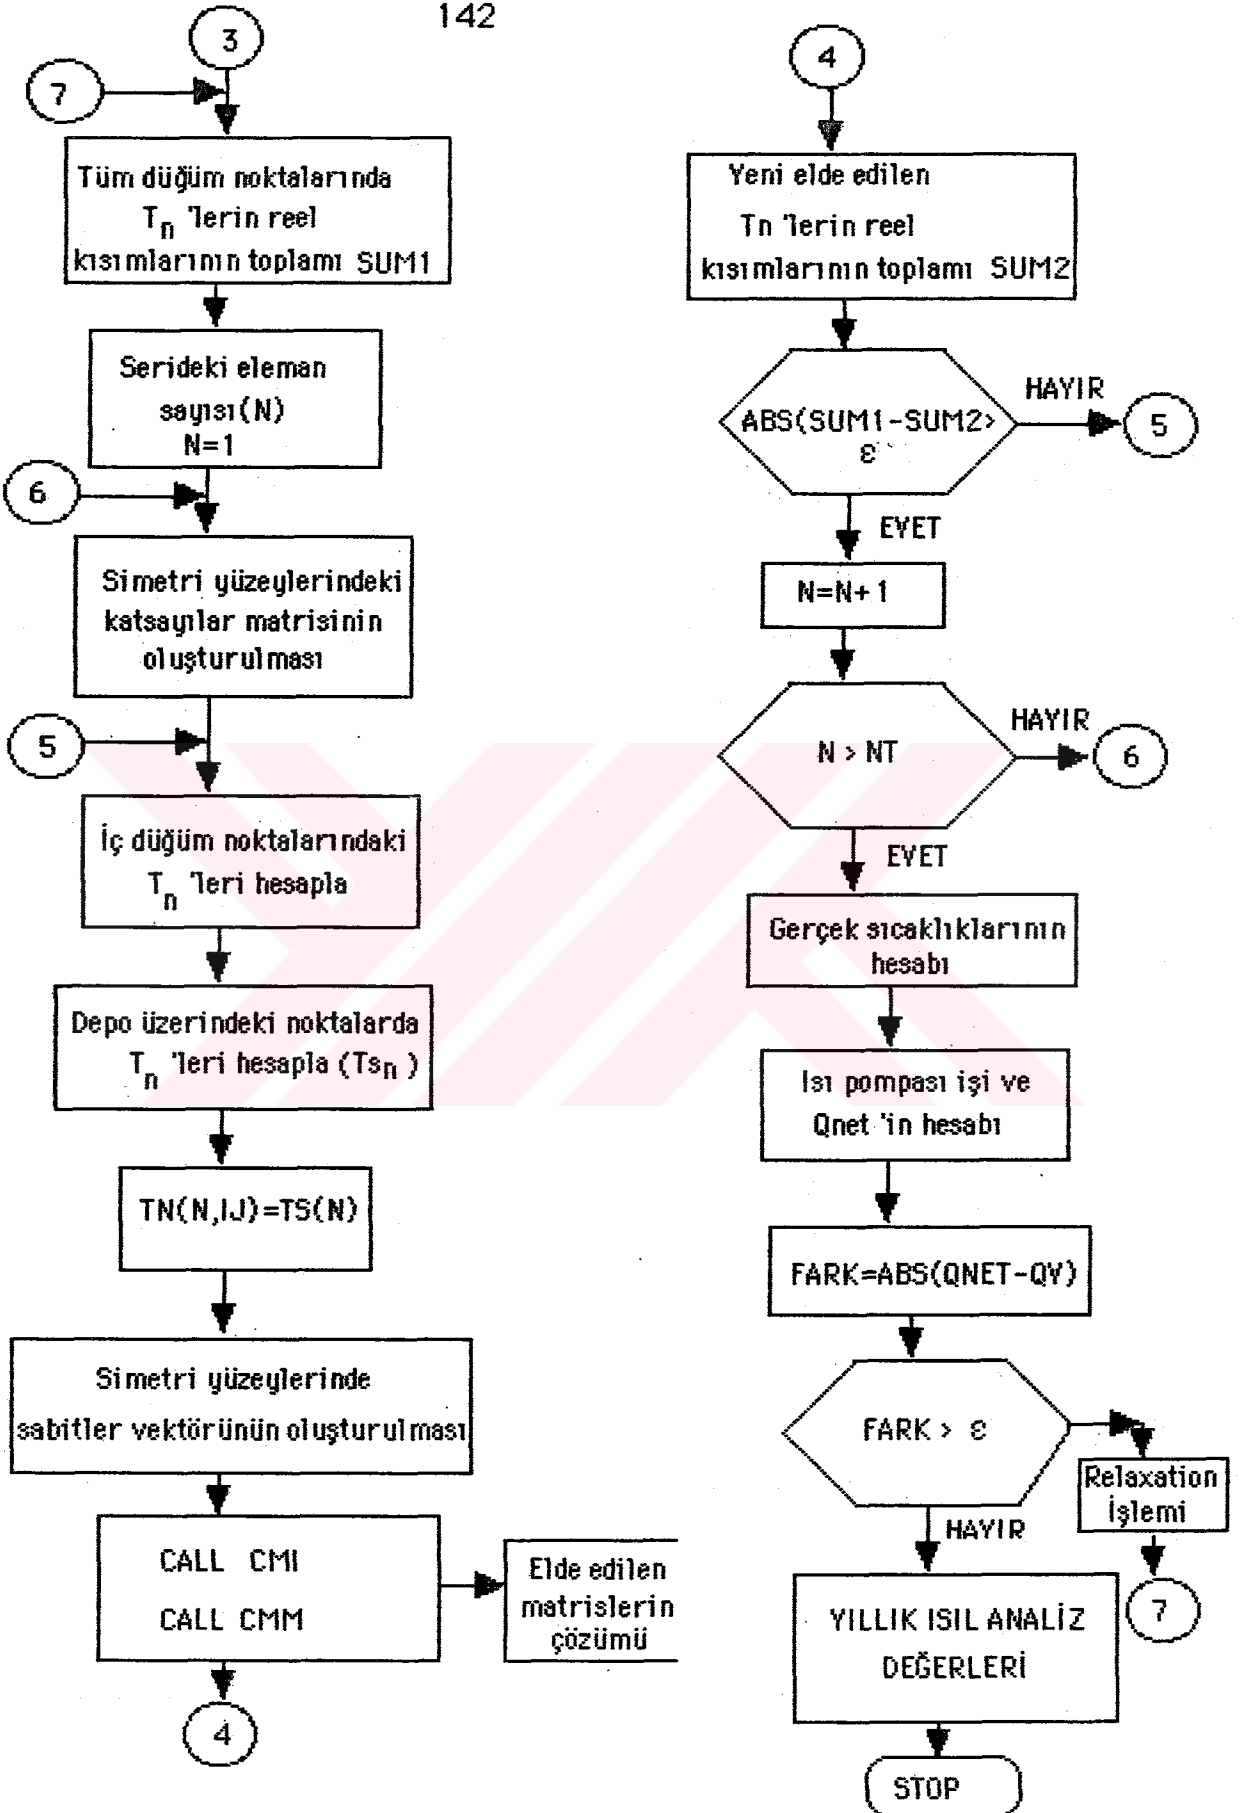 142
3
7
Tüm düğüm noktalarında
Tn 'lerin reel
kısımlarının toplamı SUM1
Serideki eleman
sayısı(N)
N=1
6
Simetri yüzeylerindeki
katsayılar matrisinin
oluşturulması
5
İç düğüm noktalarındaki
Tn 'leri hesapla
Depo üzerindeki noktalarda
Tn 'leri hesapla (Tsn )
TN(N,IJ)=TS(N)
Simetri yüzeylerinde
sabitler vektörünün oluşturulması
CALL CMI
CALL CMM
Elde edilen
matrislerin
çözümü
4
4
Yeni elde edilen
Tn 'lerin reel
kısımlarının toplamı SUM2
ABS(SUM1-SUM2>
ε
HAYIR
5
EVET
N=N+1
N > NT
HAYIR
6
EVET
Gerçek sıcaklıklarının
hesabı
Isı pompası işi ve
Qnet 'in hesabı
FARK=ABS(QNET-QV)
FARK > ε
Relaxation
İşlemi
7
HAYIR
YILLIK ISIL ANALİZ
DEĞERLERİ
STOP